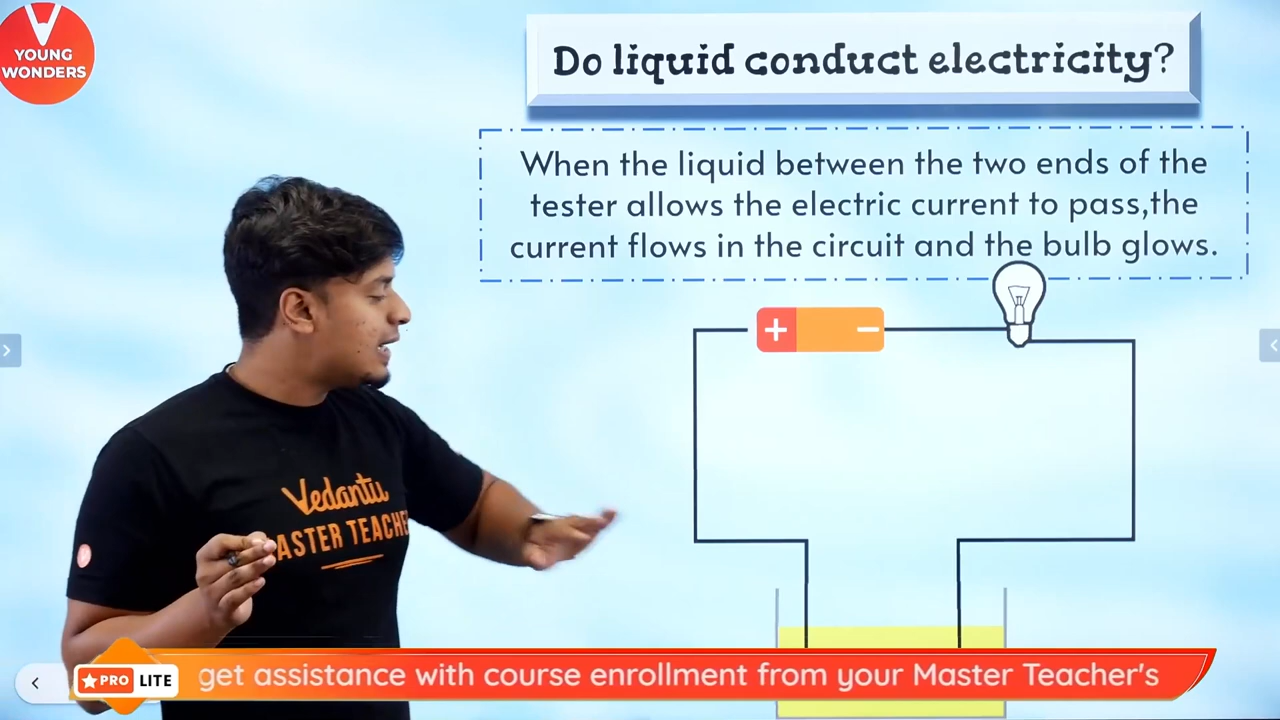 YOUNG
WONDERS
Do liquid conduct electricity?
When the liquid between the two ends of the
tester allows the electric current to pass,the
current flows in the circuit and the bulb glows.
+
−
Vedantu
ASTER TEACHE
PRO LITE
get assistance with course enrollment from your Master Teacher's